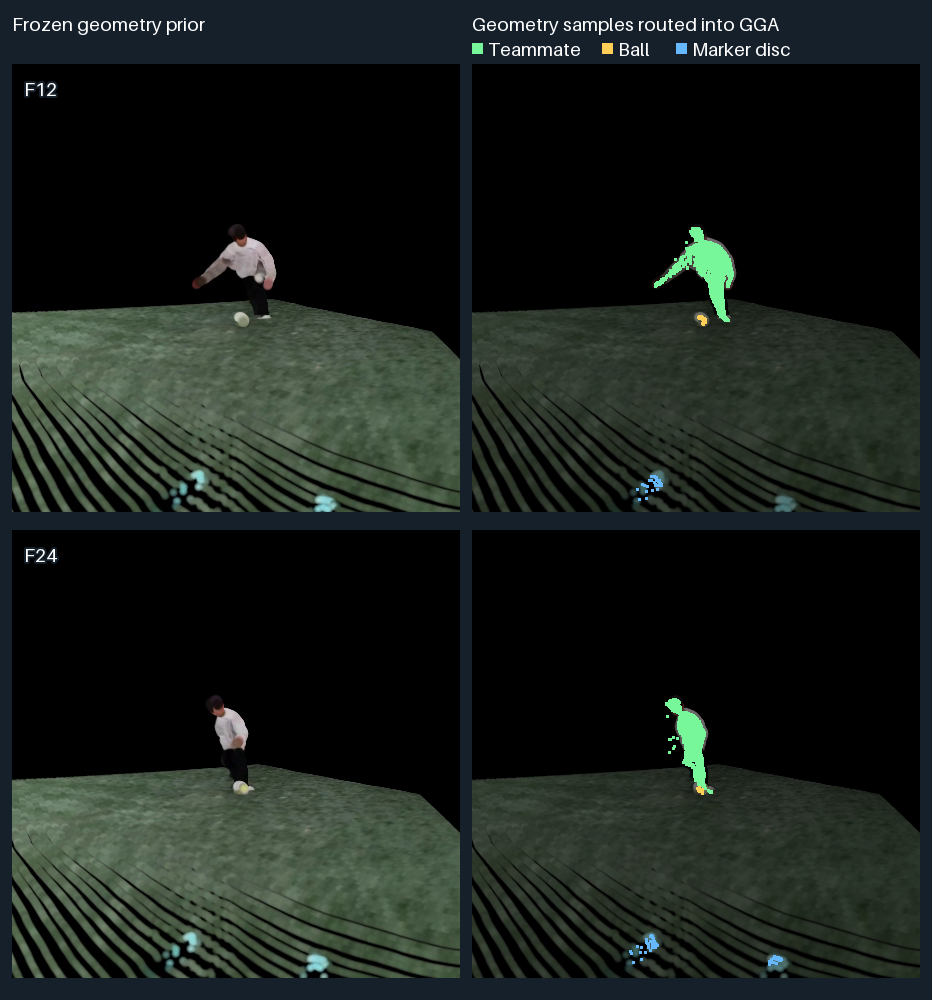 Frozen geometry prior
Geometry samples routed into GGA
Teammate Ball Marker disc
F12
F24